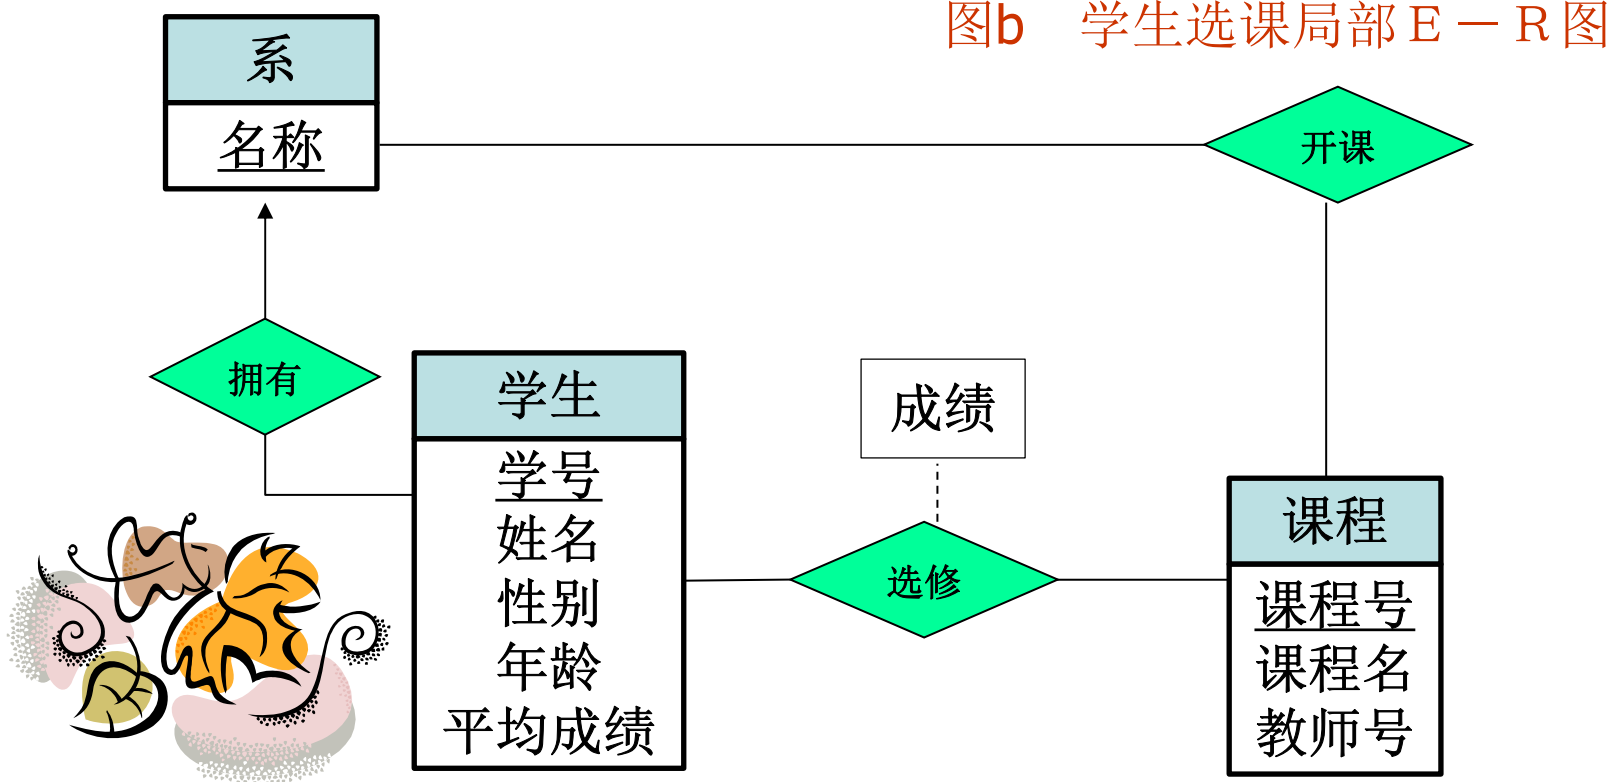 图b 学生选课局部E－R图
系
名称
开课
拥有
学生
学号
姓名
性别
年龄
平均成绩
成绩
选修
课程
课程号
课程名
教师号